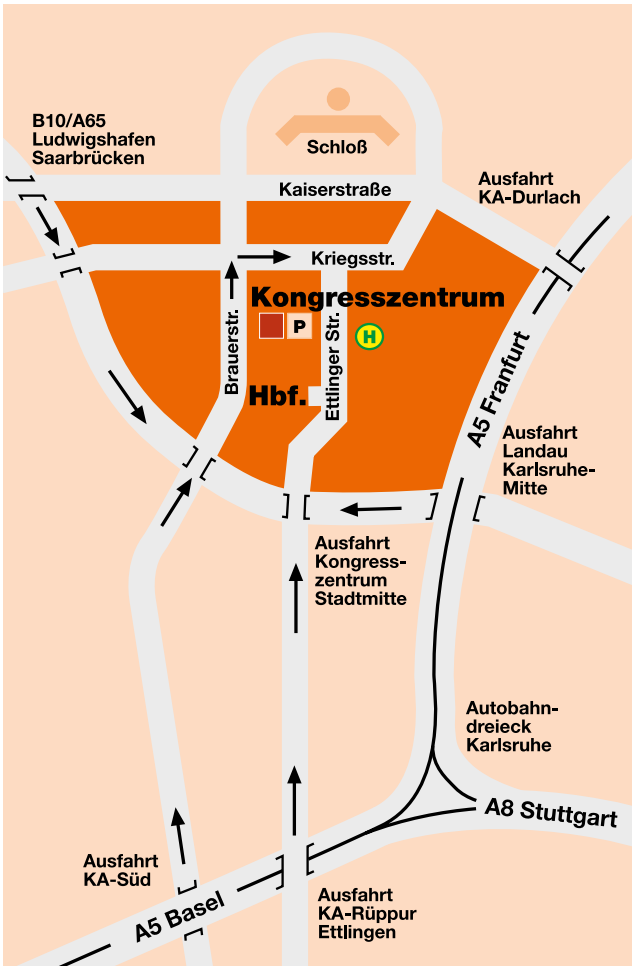 B10/A65
Ludwigshafen
Saarbrücken
Schloß
Kaiserstraße
Ausfahrt
KA-Durlach
Kriegsstr.
Kongresszentrum
P
H
Brauerstr.
Ettlinger Str.
Hbf.
A5 Franfurt
Ausfahrt
Landau
Karlsruhe-
Mitte
Ausfahrt
Kongress-
zentrum
Stadtmitte
Autobahn-
dreieck
Karlsruhe
A8 Stuttgart
Ausfahrt
KA-Süd
A5 Basel
Ausfahrt
KA-Rüppur
Ettlingen